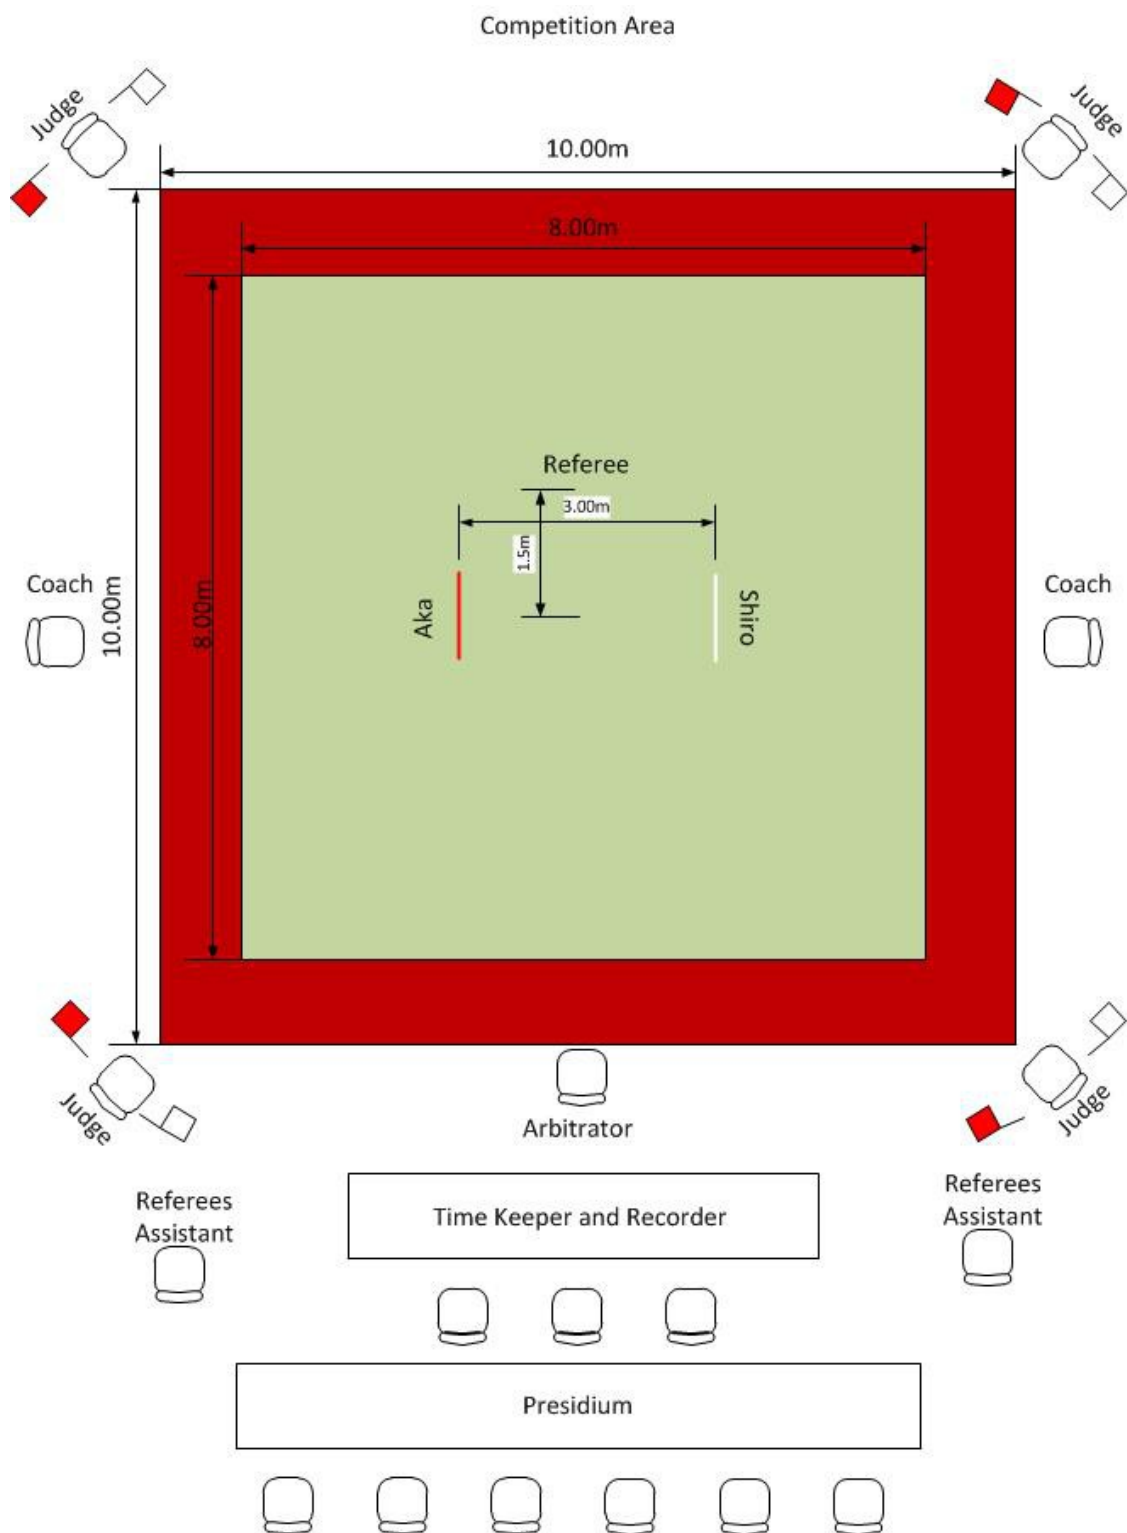 Competition Area
Judge
Judge
10.00m
8.00m
Referee
3.00m
1.5m
Coach
10.00m
8.00m
Aka
Shiro
Coach
Judge
Judge
Arbitrator
Referees
Assistant
Time Keeper and Recorder
Referees
Assistant
Presidium